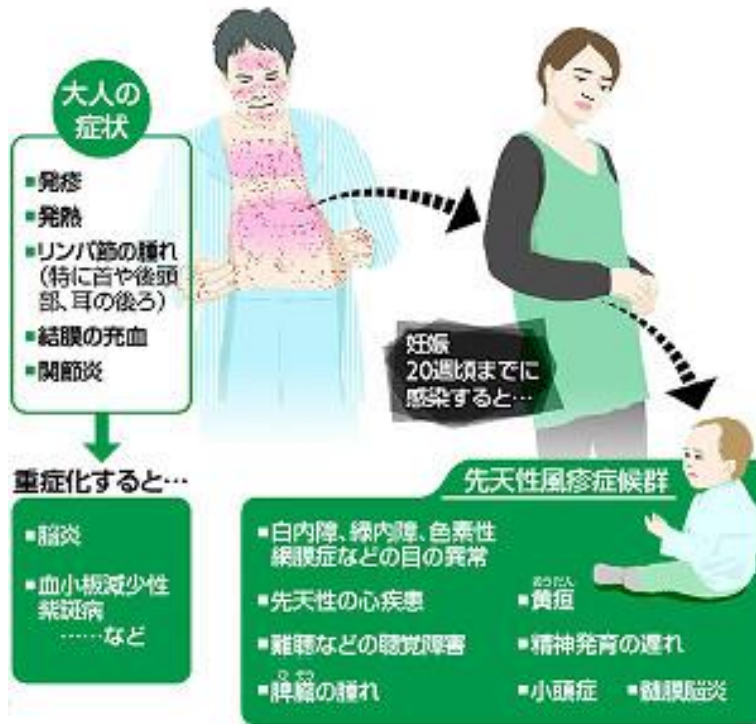 大人の
症状
▪発疹
▪発熱
▪リンパ節の腫れ
(特に首や後頭
部、耳の後ろ)
▪結膜の充血
▪関節炎
重症化すると…
▪脳炎
▪血小板減少性
紫斑病
……など
妊娠
20週頃までに
感染すると…
先天性風疹症候群
▪白内障、緑内障、色素性
網膜症などの目の異常
▪先天性の心疾患
▪難聴などの聴覚障害
ひぞう
▪脾臓の腫れ
おうだん
▪黄疸
▪精神発育の遅れ
▪小頭症 ▪髄膜脳炎